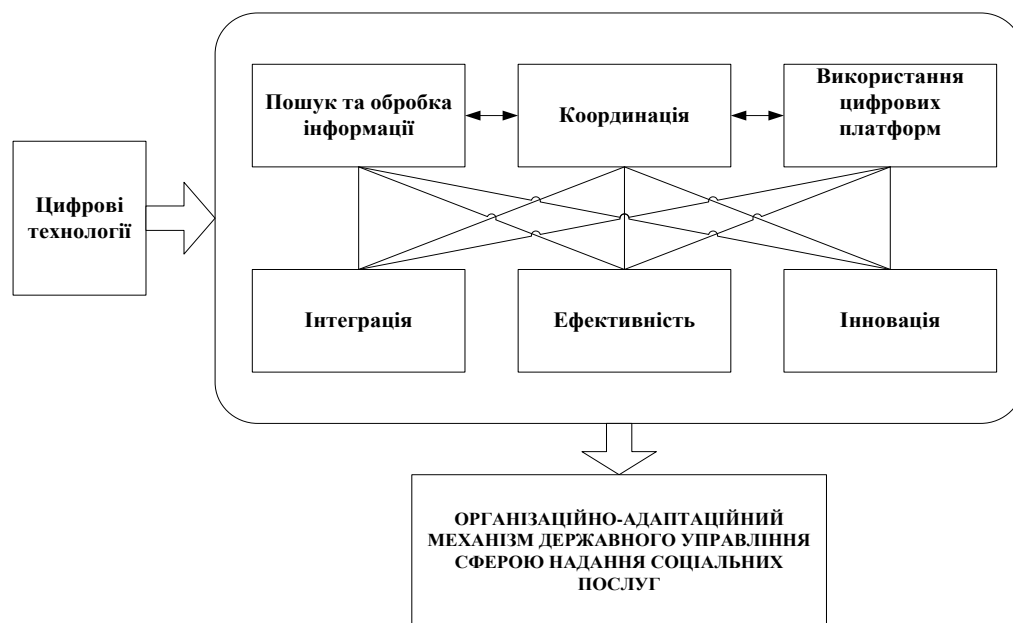 Пошук та обробка
інформації
Координація
Використання
цифрових
платформ
Цифрові
технології
Інтеграція
Ефективність
Інновація
ОРГАНІЗАЦІЙНО-АДАПТАЦІЙНИЙ
МЕХАНІЗМ ДЕРЖАВНОГО УПРАВЛІННЯ
СФЕРОЮ НАДАННЯ СОЦІАЛЬНИХ
ПОСЛУГ